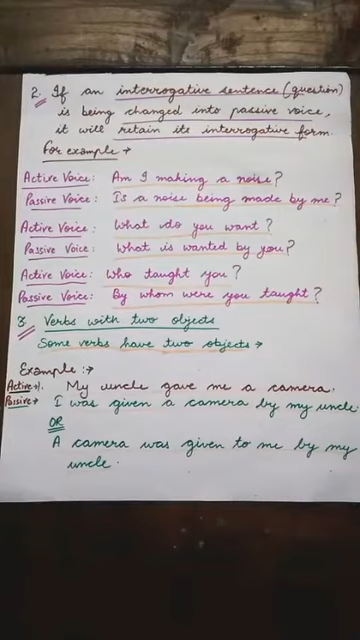 2. If an interrogative sentence (question)
is being changed into passive voice,
it will retain its interrogative form.
For example →
Active Voice: Am I making a noise?
Passive Voice: Is a noise being made by me?
Active Voice: What do you want?
Passive Voice: What is wanted by you?
Active Voice: Who taught you?
Passive Voice: By whom were you taught?
3. Verbs with two objects
Some verbs have two objects →
Example :→
Active →1. My uncle gave me a camera.
Passive → I was given a camera by my uncle.
OR
A camera was given to me by my
uncle.